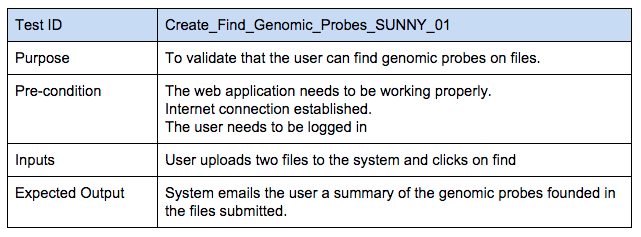 Test ID Create_Find_Genomic_Probes_SUNNY_01
Purpose To validate that the user can find genomic probes on files.
Pre-condition The web application needs to be working properly.
Internet connection established.
The user needs to be logged in
Inputs User uploads two files to the system and clicks on find
Expected Output System emails the user a summary of the genomic probes founded in
the files submitted.